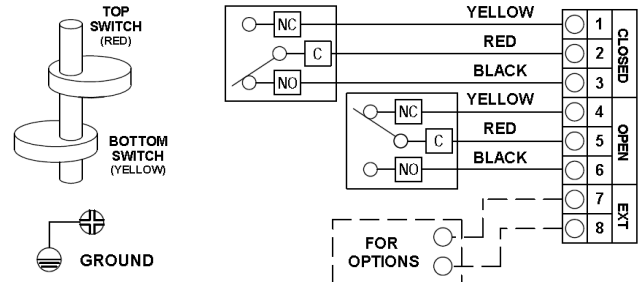 TOP
SWITCH
(RED)
BOTTOM
SWITCH
(YELLOW)
GROUND
NC
C
NO
YELLOW
RED
BLACK
1
2
3
CLOSED
NC
C
NO
YELLOW
RED
BLACK
4
5
6
OPEN
FOR
OPTIONS
7
8
EXT